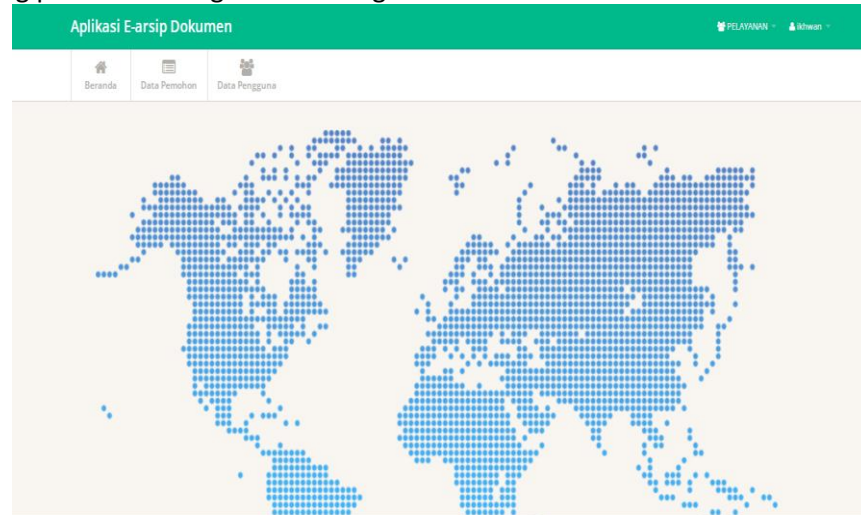 Aplikasi E-arsip Dokumen
PELAYANAN ikhwan
Beranda Data Pemohon Data Pengguna